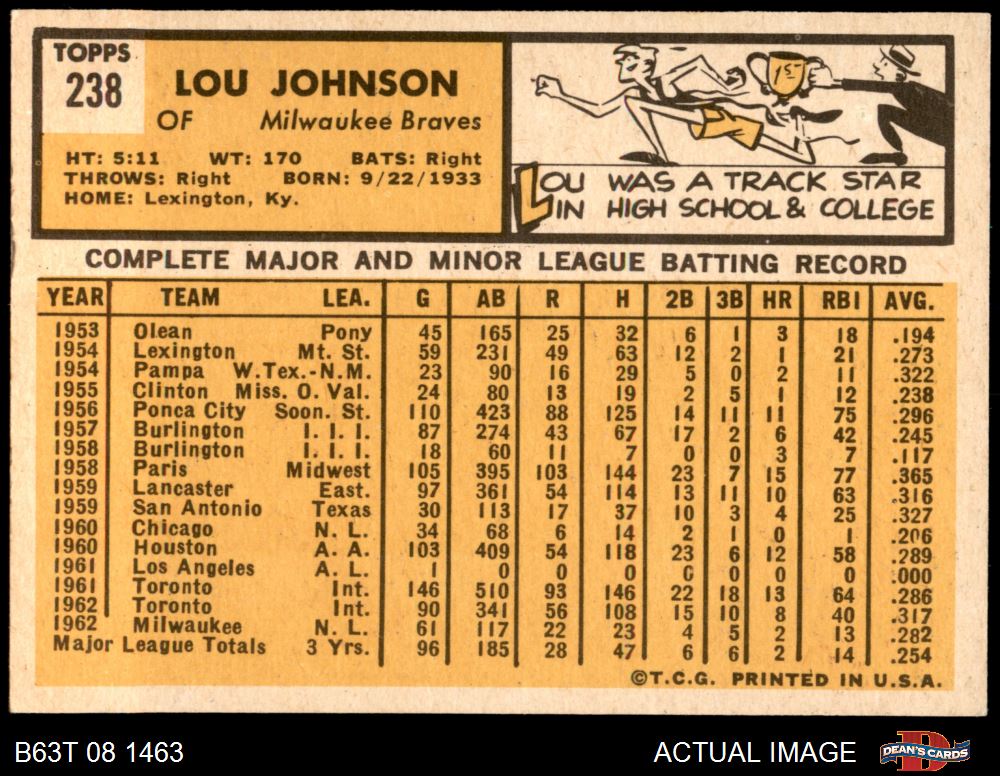 TOPPS
238
LOU JOHNSON
OF Milwaukee Braves
HT: 5:11 WT: 170 BATS: Right
THROWS: Right BORN: 9/22/1933
HOME: Lexington, Ky.
1ST
LOU WAS A TRACK STAR
IN HIGH SCHOOL & COLLEGE
COMPLETE MAJOR AND MINOR LEAGUE BATTING RECORD
YEAR TEAM LEA. G AB R H 2B 3B HR RBI AVG.
1953 Olean Pony 45 165 25 32 6 1 3 18 .194
1954 Lexington Mt. St. 59 231 49 63 12 2 1 21 .273
1954 Pampa W.Tex.-N.M. 23 90 16 29 5 0 2 11 .322
1955 Clinton Miss. O. Val. 24 80 13 19 2 5 1 12 .238
1956 Ponca City Soon. St. 110 423 88 125 14 11 11 75 .296
1957 Burlington I. I. I. 87 274 43 67 17 2 6 42 .245
1958 Burlington I. I. I. 18 60 11 7 0 0 3 7 .117
1958 Paris Midwest 105 395 103 144 23 7 15 77 .365
1959 Lancaster East. 97 361 54 114 13 11 10 63 .316
1959 San Antonio Texas 30 113 17 37 10 3 4 25 .327
1960 Chicago N. L. 34 68 6 14 2 1 0 1 .206
1960 Houston A. A. 103 409 54 118 23 6 12 58 .289
1961 Los Angeles A. L. 1 0 0 0 0 0 0 0 .000
1961 Toronto Int. 146 510 93 146 22 18 13 64 .286
1962 Toronto Int. 90 341 56 108 15 10 8 40 .317
1962 Milwaukee N. L. 61 117 22 23 4 5 2 13 .282
Major League Totals 3 Yrs. 96 185 28 47 6 6 2 14 .254
©T.C.G. PRINTED IN U.S.A.
B63T 08 1463 ACTUAL IMAGE DEAN'S CARDS